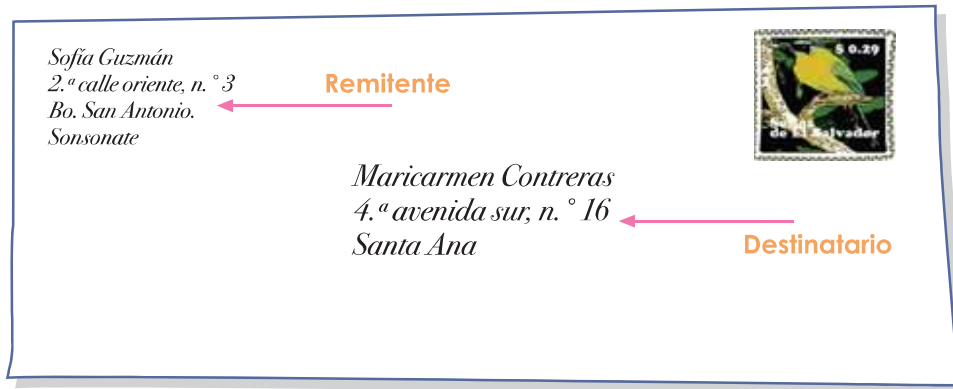 Sofía Guzmán
2.ª calle oriente, n.° 3
Bo. San Antonio.
Sonsonate
Remitente
$ 0.29
de El Salvador
Maricarmen Contreras
4.ª avenida sur, n.° 16
Santa Ana
Destinatario